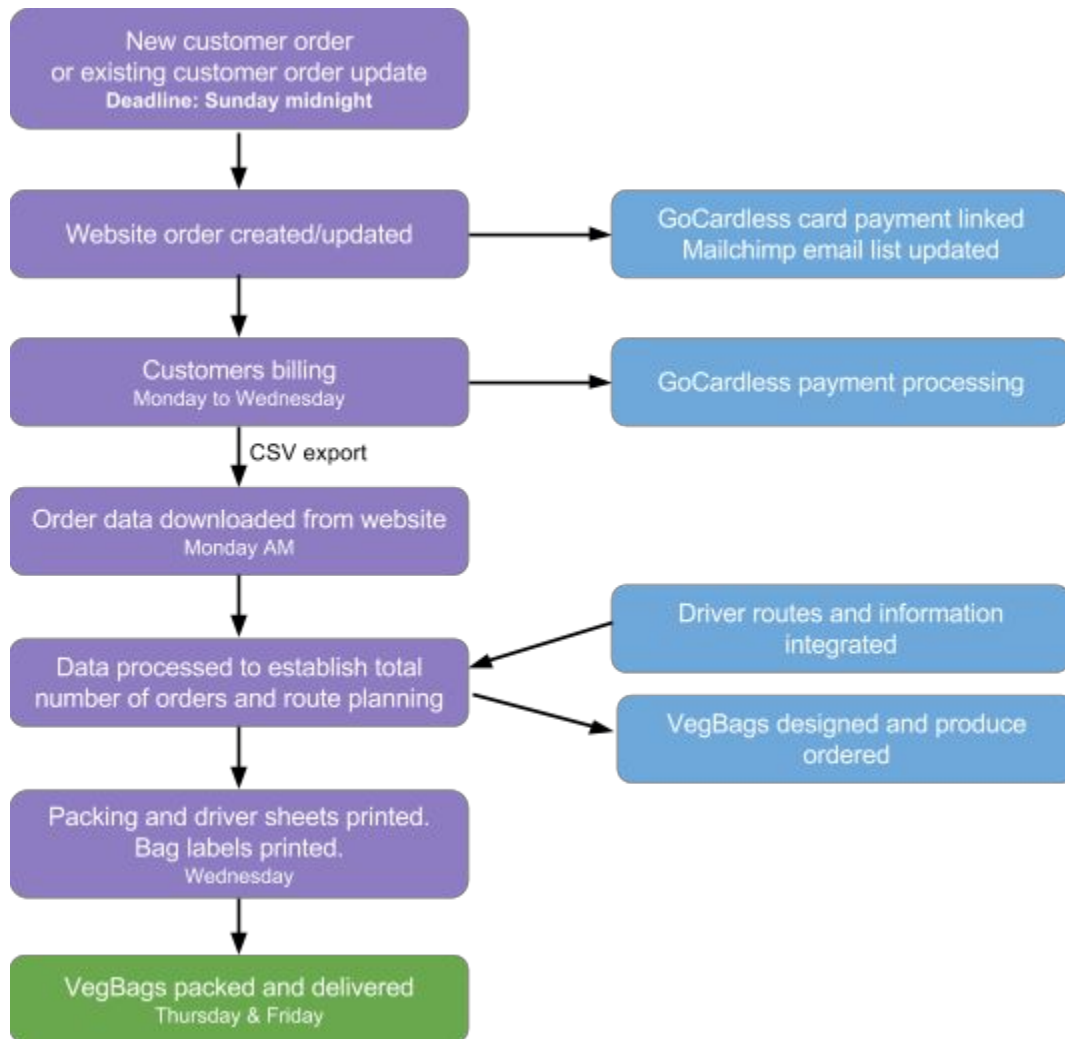 New customer order
or existing customer order update
Deadline: Sunday midnight
Website order created/updated
GoCardless card payment linked
Mailchimp email list updated
Customers billing
Monday to Wednesday
GoCardless payment processing
CSV export
Order data downloaded from website
Monday AM
Driver routes and information
integrated
Data processed to establish total
number of orders and route planning
VegBags designed and produce
ordered
Packing and driver sheets printed.
Bag labels printed.
Wednesday
VegBags packed and delivered
Thursday & Friday